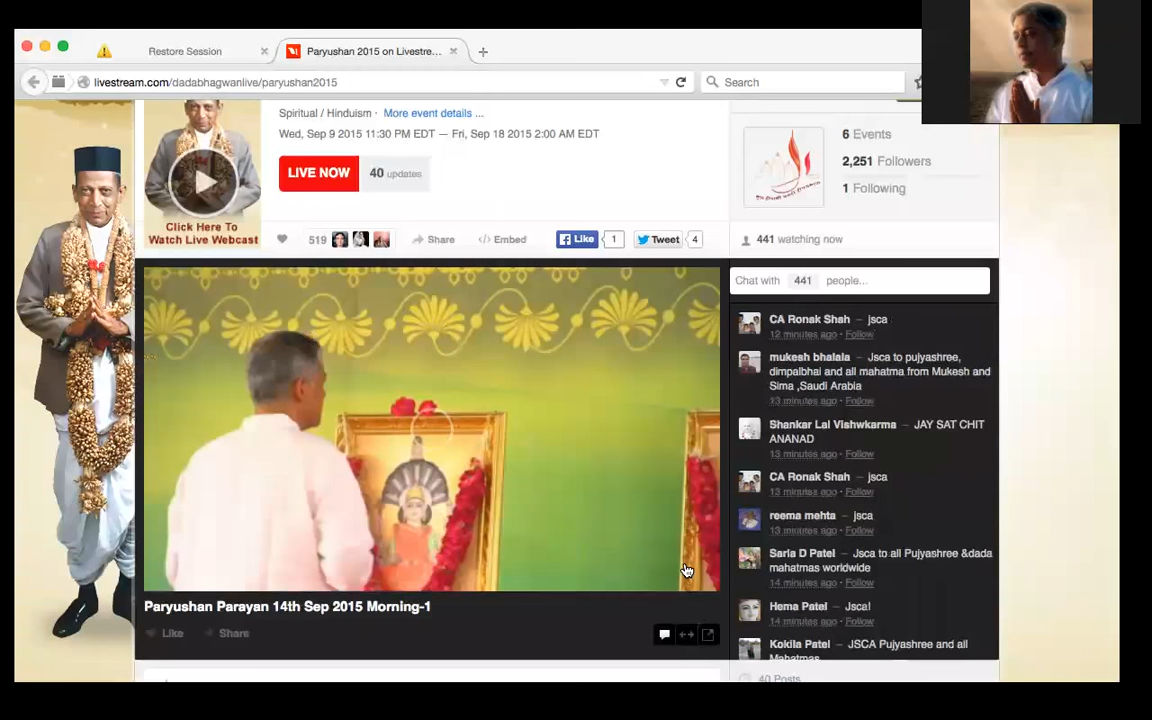 Restore Session
Paryushan 2015 on Livestre...
livestream.com/dadabhagwanlive/paryushan2015
Search
Spiritual / Hinduism · More event details ...
Wed, Sep 9 2015 11:30 PM EDT — Fri, Sep 18 2015 2:00 AM EDT
LIVE NOW
40 updates
Click Here To
Watch Live Webcast
519
Share
Embed
Like
1
Tweet
4
6 Events
2,251 Followers
1 Following
441 watching now
Chat with 441 people...
CA Ronak Shah – jsca
12 minutes ago · Follow
mukesh bhalala – Jsca to pujyashree,
dimpalbhai and all mahatma from Mukesh and
Sima ,Saudi Arabia
13 minutes ago · Follow
Shankar Lal Vishwkarma – JAY SAT CHIT
ANANAD
13 minutes ago · Follow
CA Ronak Shah – jsca
13 minutes ago · Follow
reema mehta – jsca
13 minutes ago · Follow
Sarla D Patel – Jsca to all Pujyashree &dada
mahatmas worldwide
14 minutes ago · Follow
Hema Patel – Jsca!
14 minutes ago · Follow
Kokila Patel – JSCA Pujyashree and all
Mahatmas
40 Posts
Paryushan Parayan 14th Sep 2015 Morning-1
Like
Share